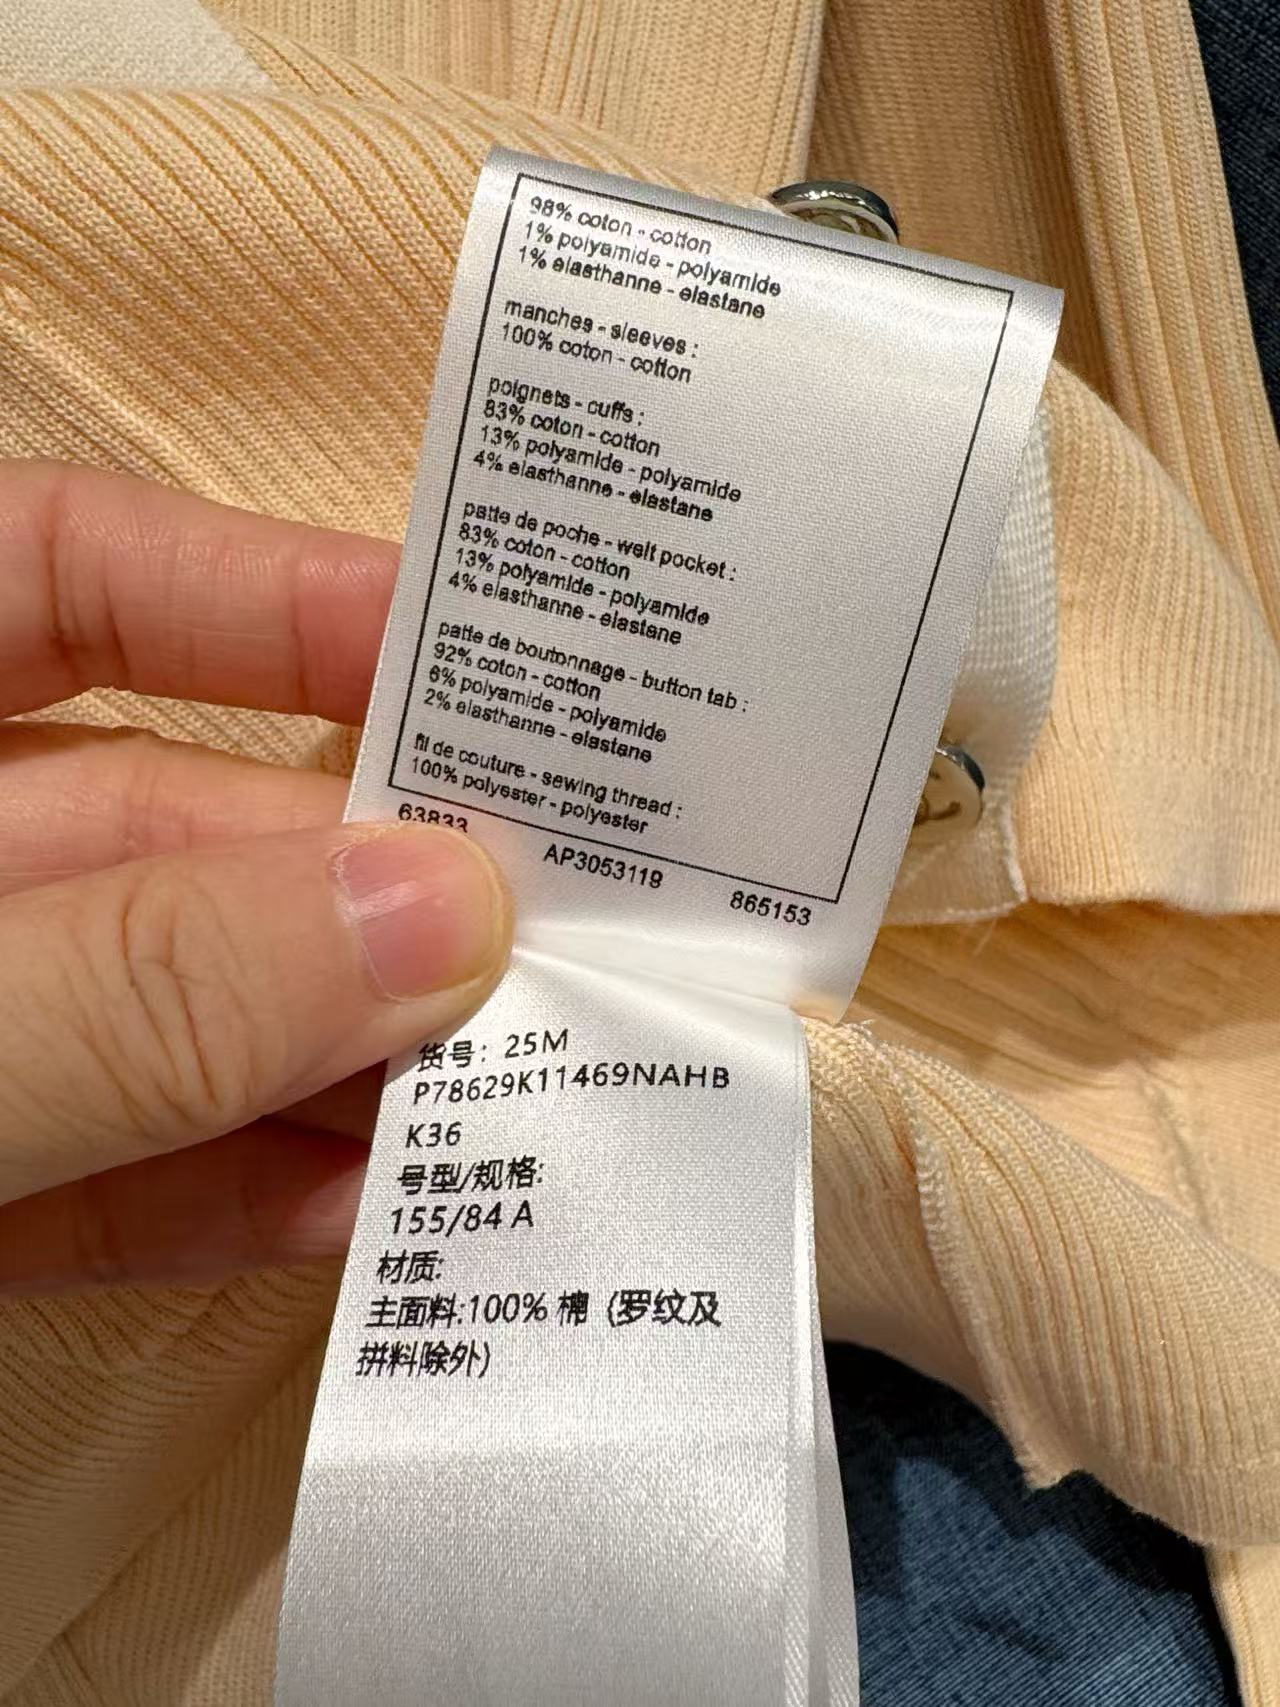 98% coton - cotton
1% polyamide - polyamide
1% elasthanne - elastane
manches - sleeves :
100% coton - cotton
poignets - cuffs :
83% coton - cotton
13% polyamide - polyamide
4% elasthanne - elastane
patte de poche - welt pocket :
83% coton - cotton
13% polyamide - polyamide
4% elasthanne - elastane
patte de boutonnage - button tab :
92% coton - cotton
6% polyamide - polyamide
2% elasthanne - elastane
fil de couture - sewing thread :
100% polyester - polyester
63833 AP3053119 865153
货号: 25M
P78629K11469NAHB
K36
号型/规格:
155/84 A
材质:
主面料:100% 棉 (罗纹及
拼料除外)